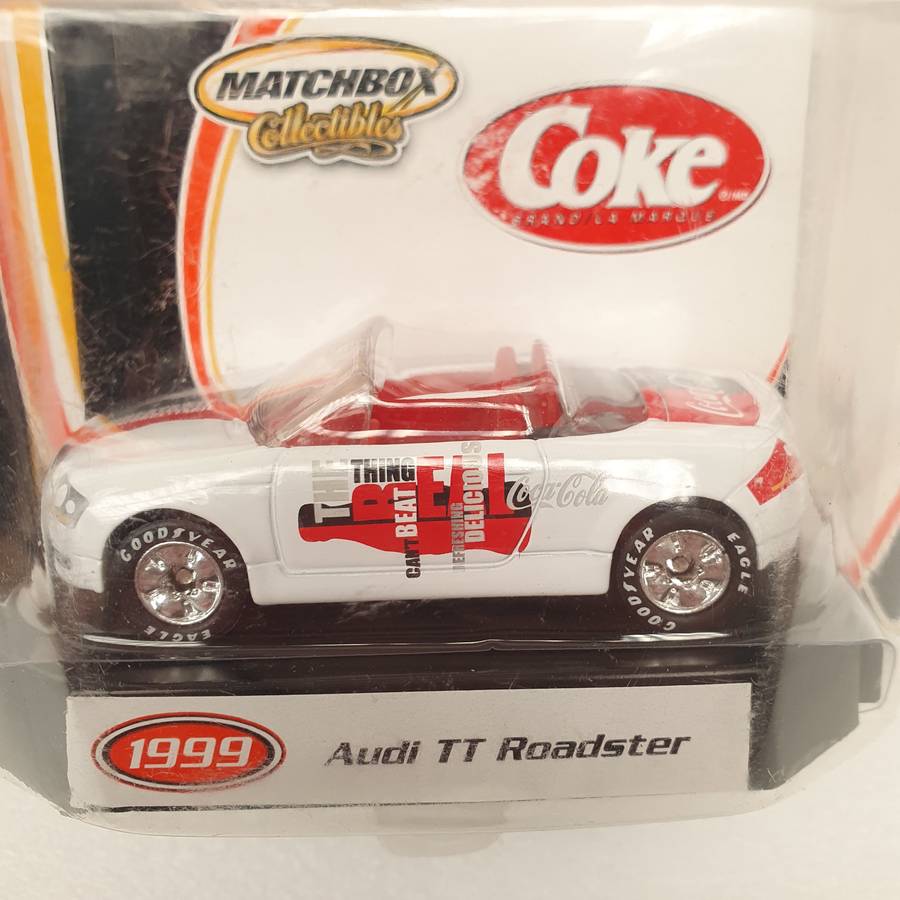 MATCHBOX
Collectibles
Coke
BRAND/LA MARQUE
THE
THING
REAL
CAN'T
BEAT
REFRESHING
DELICIOUS
Coca-Cola
GOODYEAR
EAGLE
GOODYEAR
EAGLE
1999
Audi TT Roadster